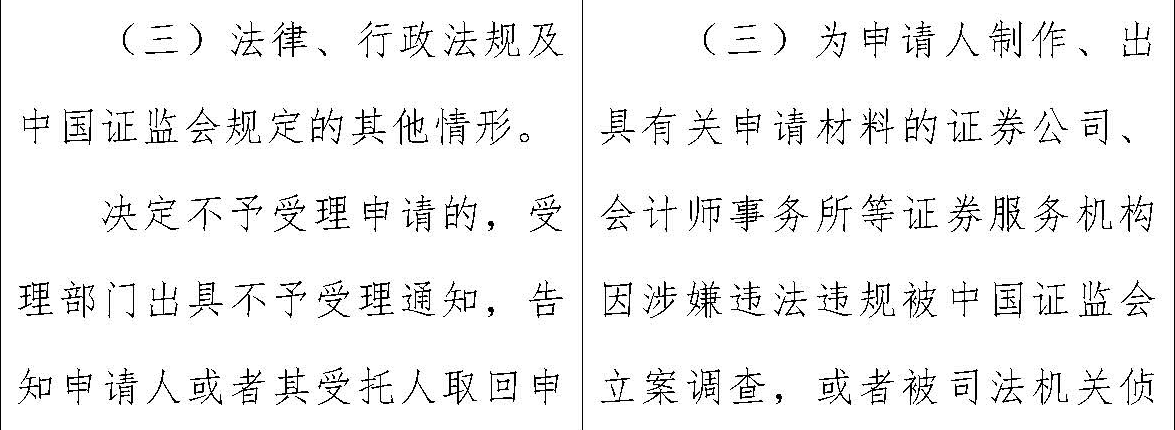 （三）法律、行政法规及
中国证监会规定的其他情形。
决定不予受理申请的，受
理部门出具不予受理通知，告
知申请人或者其受托人取回申
（三）为申请人制作、出
具有关申请材料的证券公司、
会计师事务所等证券服务机构
因涉嫌违法违规被中国证监会
立案调查，或者被司法机关侦